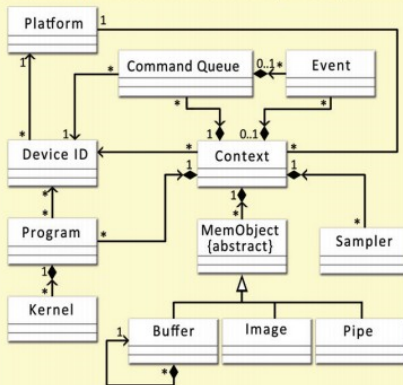 Platform
1
1
Command Queue
0..1
*
Event
*
*
*
1
*
1
0..1
Device ID
*
Context
*
*
1
1
1
Program
*
*
MemObject
{abstract}
Sampler
*
1
*
Kernel
1
Buffer
Image
Pipe
*